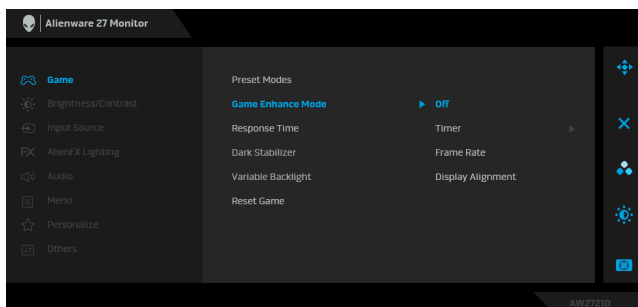 Alienware 27 Monitor
Game
Brightness/Contrast
Input Source
AlienFX Lighting
Audio
Menu
Personalize
Others
Preset Modes
Game Enhance Mode
Response Time
Dark Stabilizer
Variable Backlight
Reset Game
Off
Timer
Frame Rate
Display Alignment
AW2721D